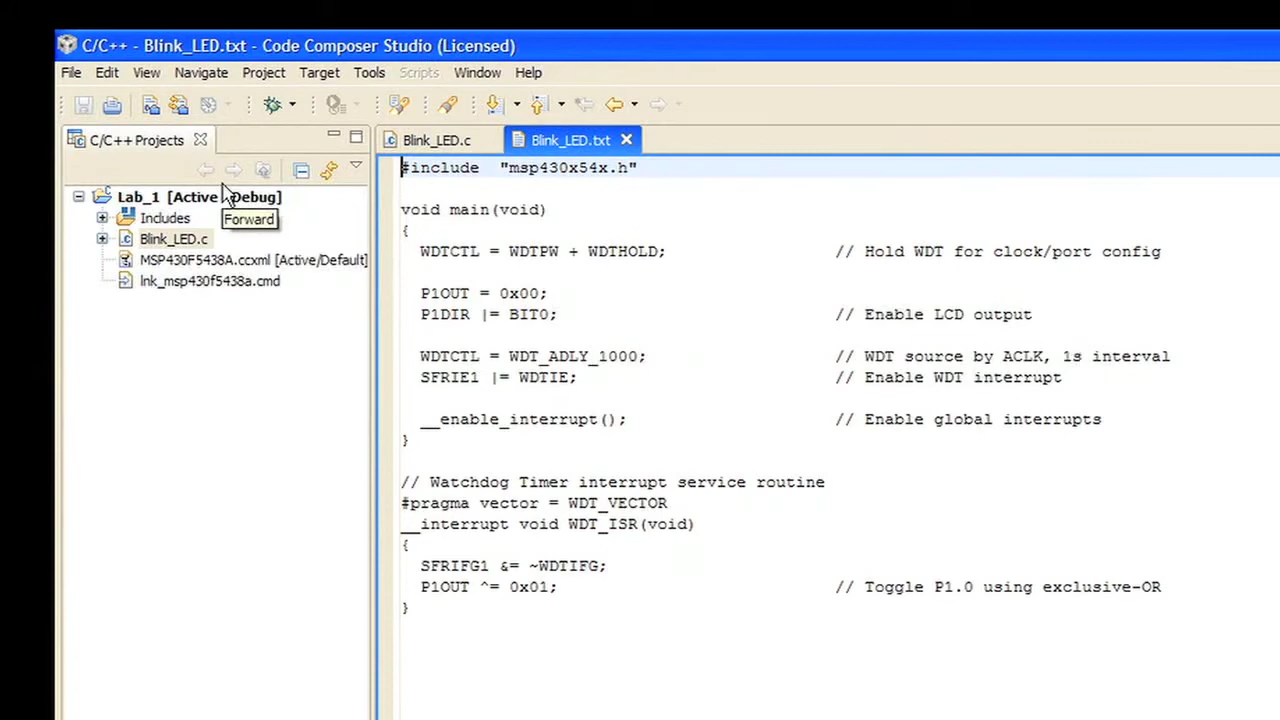 C/C++ - Blink_LED.txt - Code Composer Studio (Licensed)
File Edit View Navigate Project Target Tools Scripts Window Help
C/C++ Projects
Blink_LED.c Blink_LED.txt
Lab_1 [Active - Debug]
Forward
Includes
Blink_LED.c
MSP430F5438A.ccxml [Active/Default]
lnk_msp430f5438a.cmd
#include "msp430x54x.h"
void main(void)
{
WDTCTL = WDTPW + WDTHOLD; // Hold WDT for clock/port config
P1OUT = 0x00;
P1DIR |= BIT0; // Enable LCD output
WDTCTL = WDT_ADLY_1000; // WDT source by ACLK, 1s interval
SFRIE1 |= WDTIE; // Enable WDT interrupt
__enable_interrupt(); // Enable global interrupts
}
// Watchdog Timer interrupt service routine
#pragma vector = WDT_VECTOR
__interrupt void WDT_ISR(void)
{
SFRIFG1 &= ~WDTIFG;
P1OUT ^= 0x01; // Toggle P1.0 using exclusive-OR
}